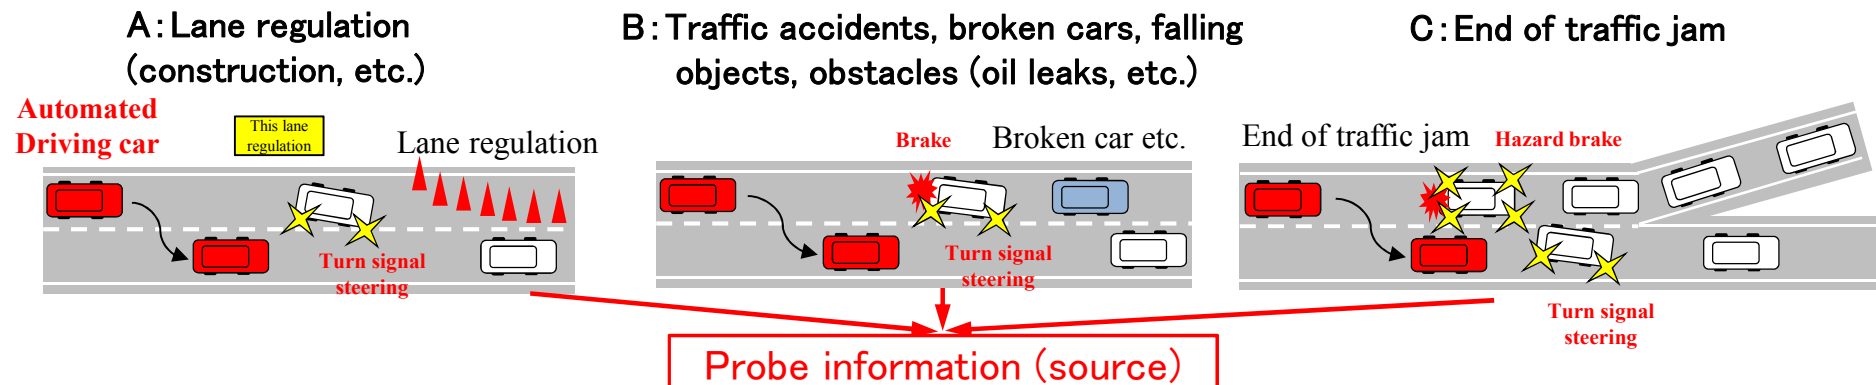 A：Lane regulation
(construction, etc.)
B：Traffic accidents, broken cars, falling
objects, obstacles (oil leaks, etc.)
C：End of traffic jam
Automated
Driving car
This lane
regulation
Lane regulation
Turn signal
steering
Brake
Broken car etc.
Turn signal
steering
End of traffic jam
Hazard brake
Turn signal
steering
Probe information (source)